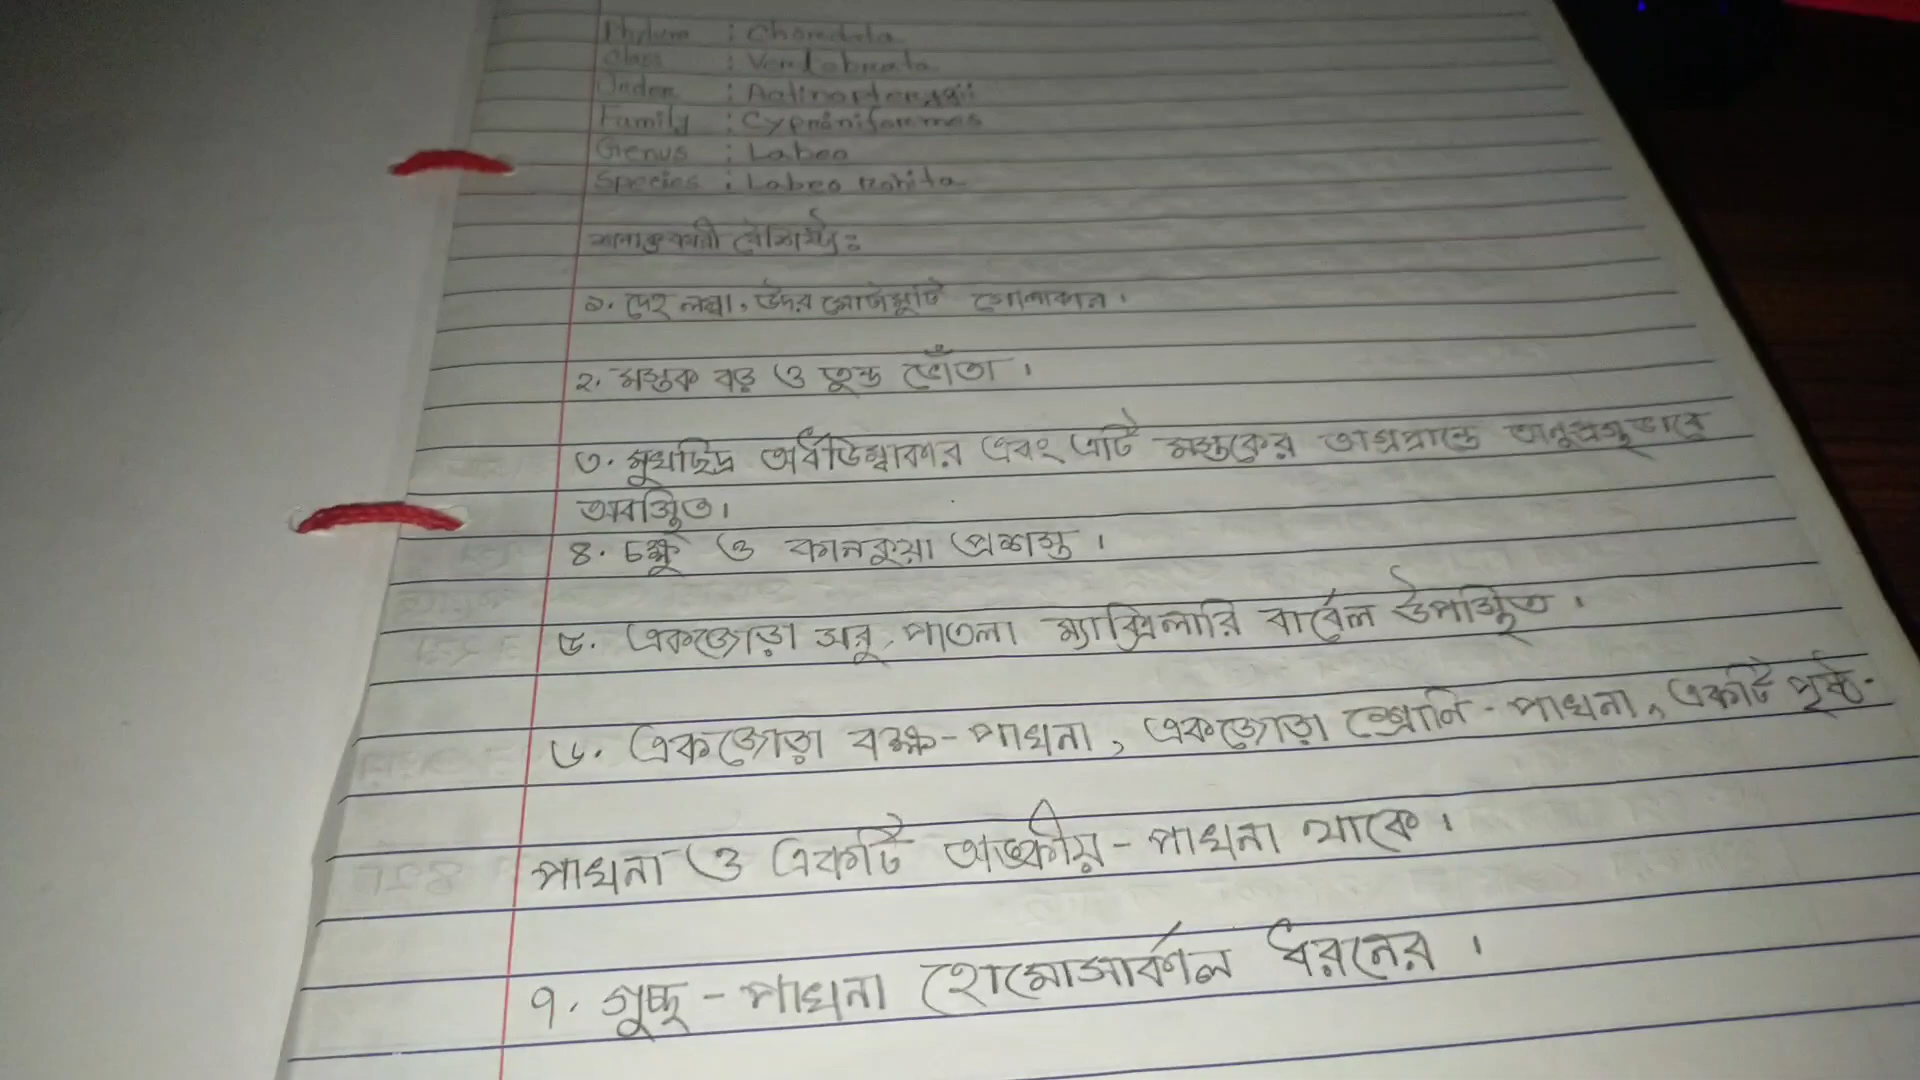 Phylum : Chordata
Class : Vertebrata
Order : Actinopterygii
Family : Cypriniformes
Genus : Labeo
Species : Labeo rohita
শনাক্তকারী বৈশিষ্ট্য :
১. দেহ লম্বা, উদর মোটামুটি গোলাকার।
২. মস্তক বড় ও তুন্ড ভোঁতা।
৩. মুখছিদ্র অর্ধডিম্বাকার এবং এটি মস্তকের অগ্রপ্রান্তে অনুপ্রস্থভাবে
অবস্থিত।
৪. চক্ষু ও কানকুয়া প্রশস্ত।
৫. একজোড়া সরু, পাতলা ম্যাক্সিলারি বার্বেল উপস্থিত।
৬. একজোড়া বক্ষ-পাখনা, একজোড়া শ্রোণি-পাখনা, একটি পৃষ্ঠ-
পাখনা ও একটি অঙ্কীয়-পাখনা থাকে।
৭. পুচ্ছ-পাখনা হোমোসার্কাল ধরনের।